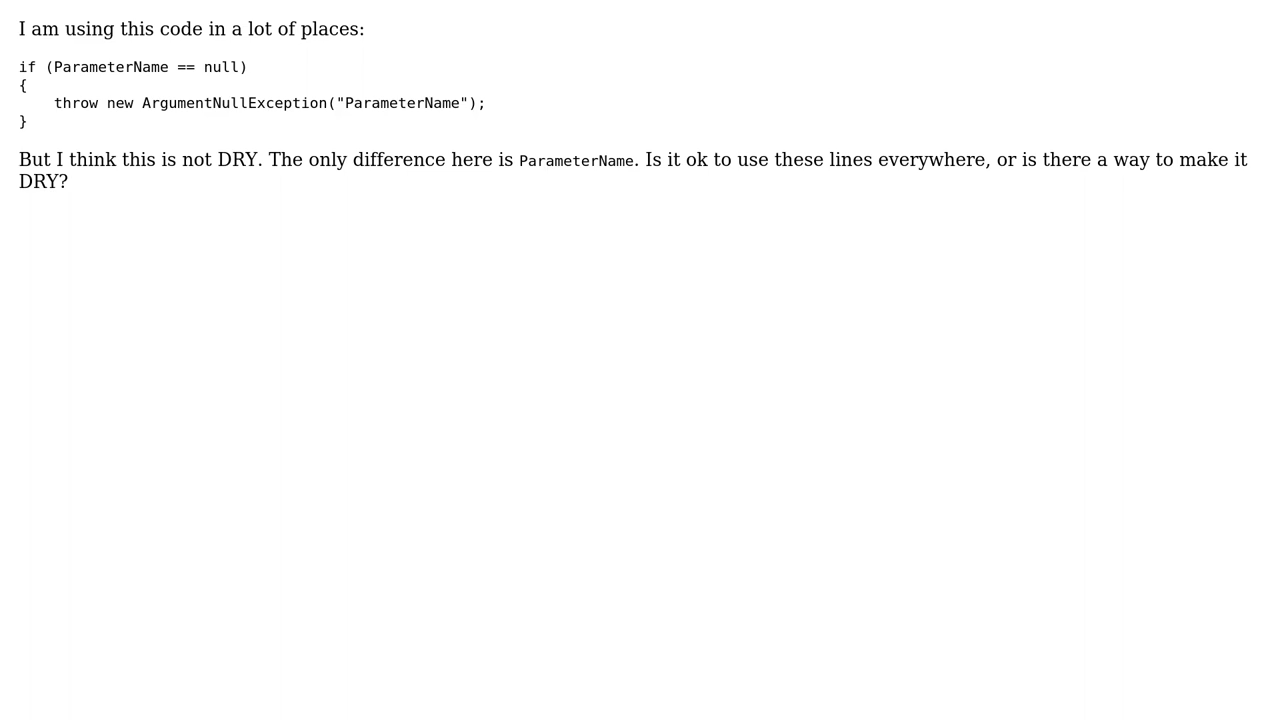 I am using this code in a lot of places:
if (ParameterName == null)
{
    throw new ArgumentNullException("ParameterName");
}
But I think this is not DRY. The only difference here is ParameterName. Is it ok to use these lines everywhere, or is there a way to make it
DRY?